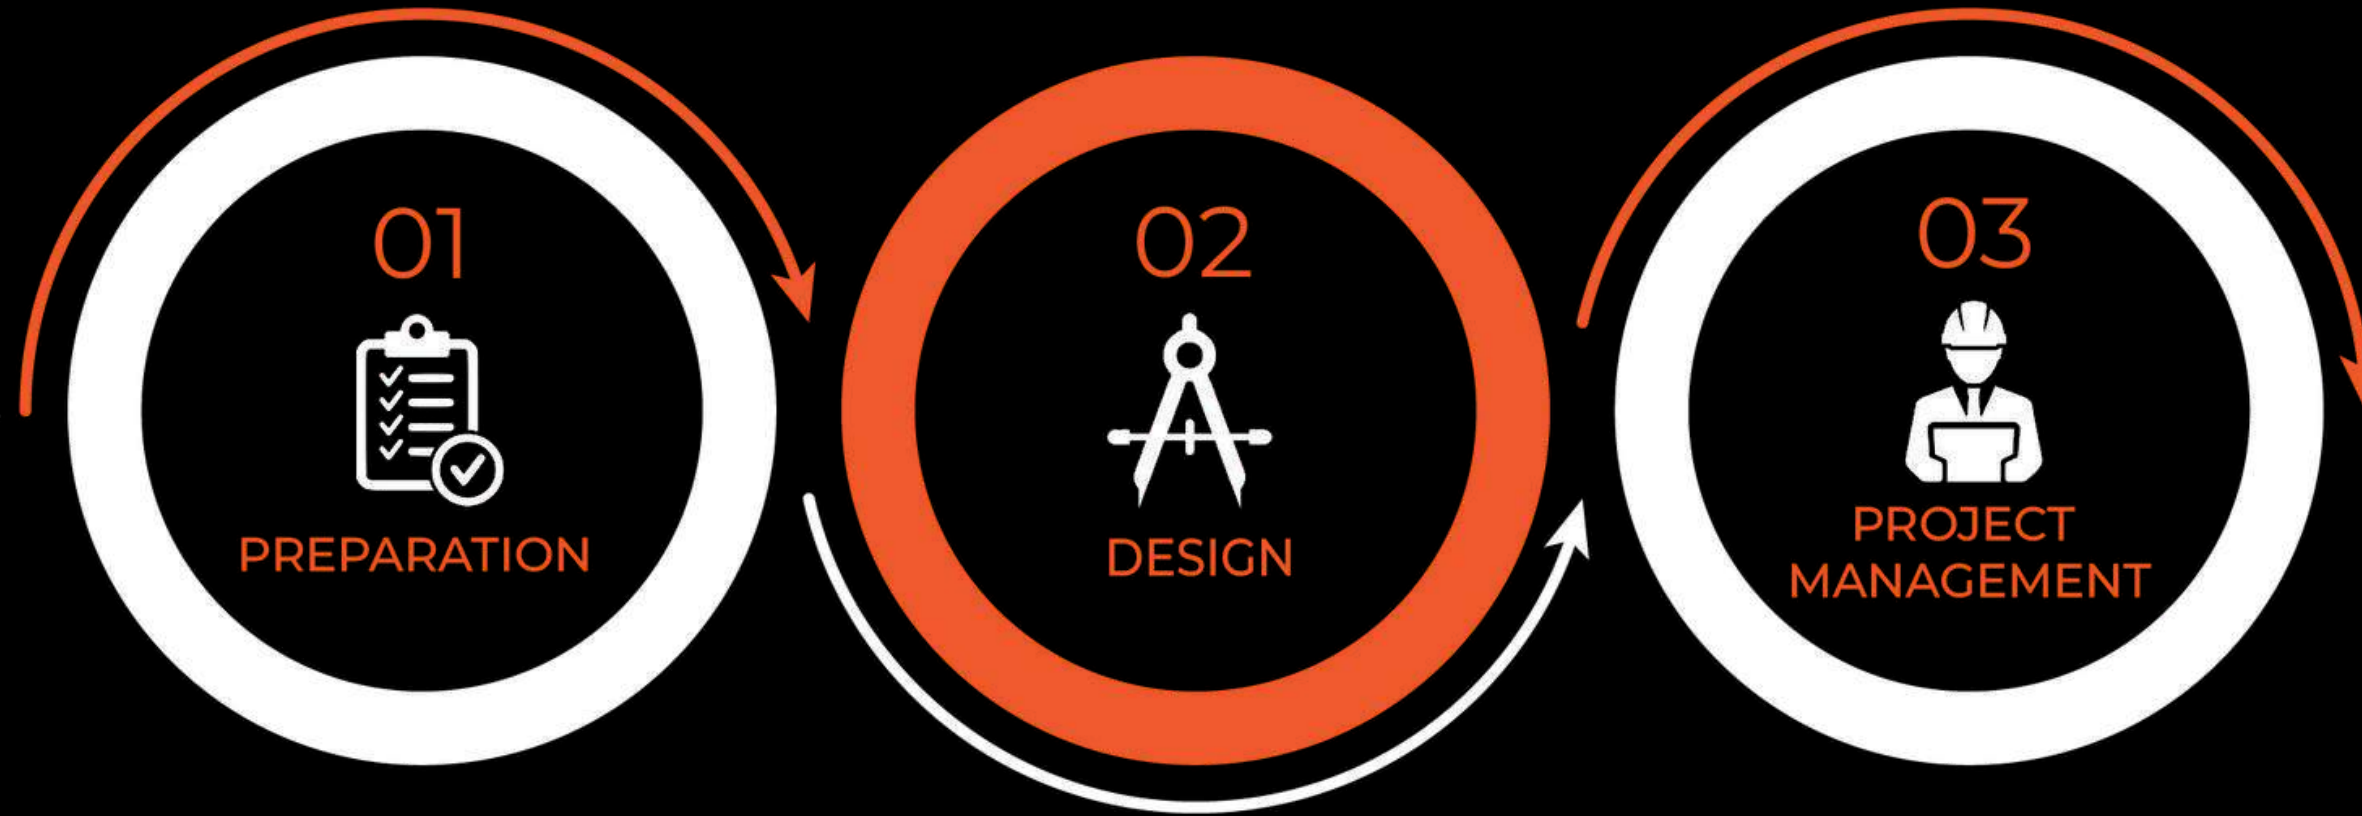 01
PREPARATION
02
DESIGN
03
PROJECT
MANAGEMENT